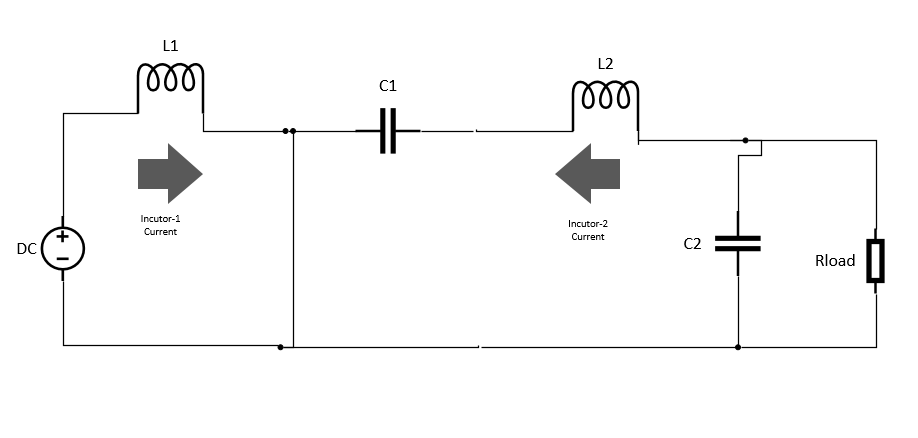 L1
L2
C1
Incutor-1
Current
Incutor-2
Current
DC
C2
Rload